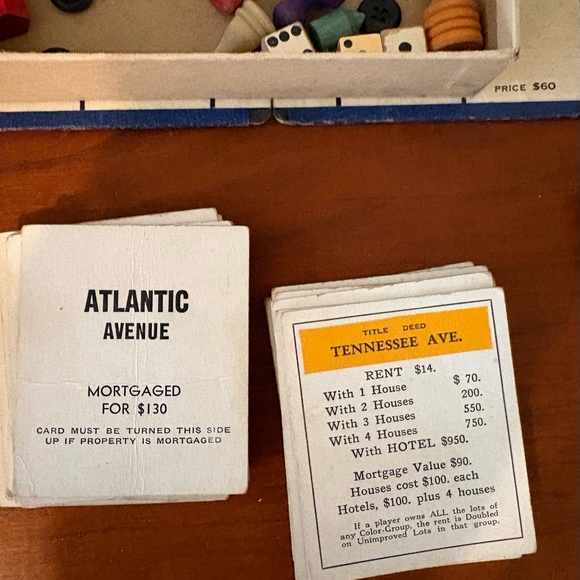 PRICE $60
ATLANTIC
AVENUE
MORTGAGED
FOR $130
CARD MUST BE TURNED THIS SIDE
UP IF PROPERTY IS MORTGAGED
TITLE DEED
TENNESSEE AVE.
RENT $14.
With 1 House $ 70.
With 2 Houses 200.
With 3 Houses 550.
With 4 Houses 750.
With HOTEL $950.
Mortgage Value $90.
Houses cost $100. each
Hotels, $100. plus 4 houses
If a player owns ALL the lots of
any Color-Group, the rent is Doubled
on Unimproved Lots in that group.